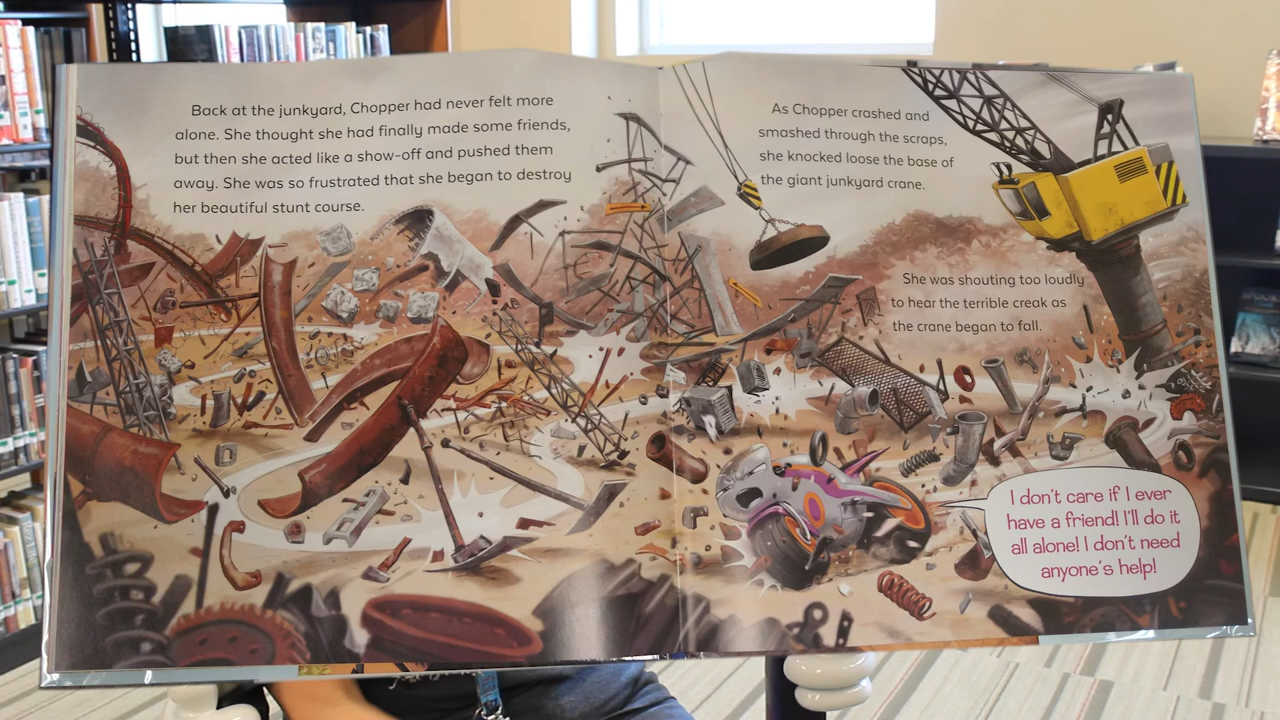 Back at the junkyard, Chopper had never felt more
alone. She thought she had finally made some friends,
but then she acted like a show-off and pushed them
away. She was so frustrated that she began to destroy
her beautiful stunt course.
As Chopper crashed and
smashed through the scraps,
she knocked loose the base of
the giant junkyard crane.
She was shouting too loudly
to hear the terrible creak as
the crane began to fall.
I don't care if I ever
have a friend! I'll do it
all alone! I don't need
anyone's help!